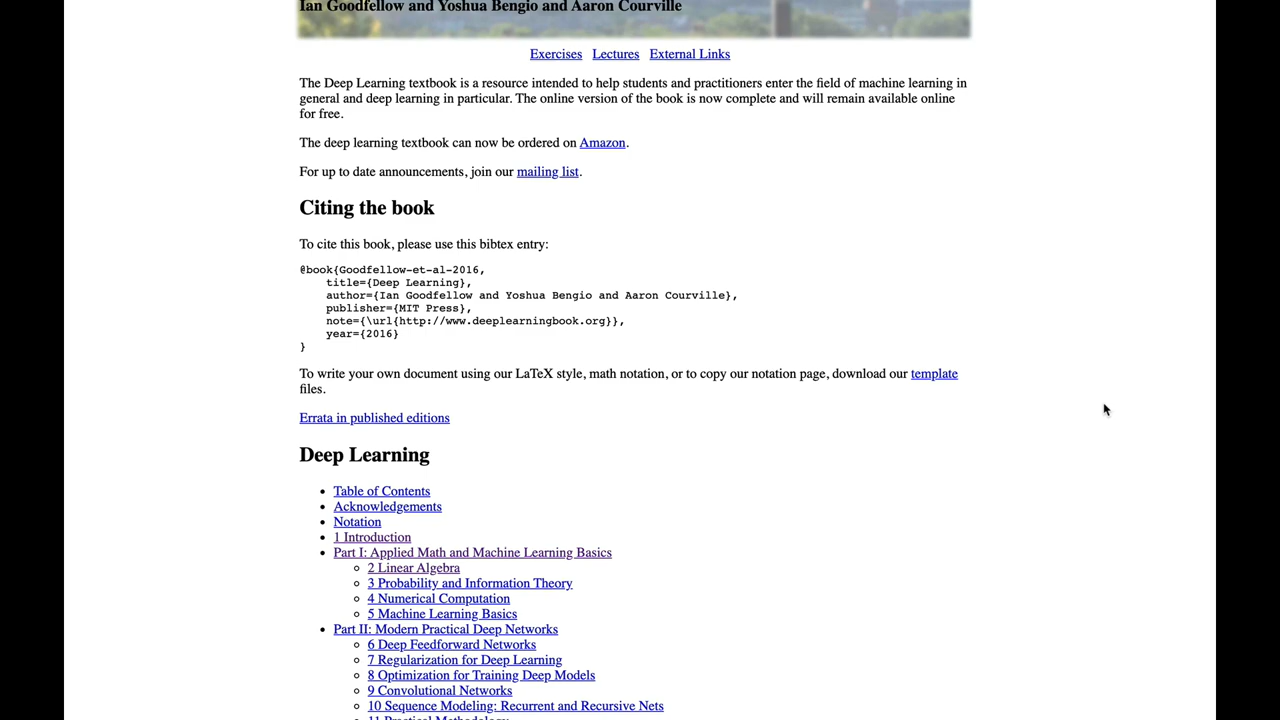 Ian Goodfellow and Yoshua Bengio and Aaron Courville
Exercises Lectures External Links
The Deep Learning textbook is a resource intended to help students and practitioners enter the field of machine learning in
general and deep learning in particular. The online version of the book is now complete and will remain available online
for free.
The deep learning textbook can now be ordered on Amazon.
For up to date announcements, join our mailing list.
Citing the book
To cite this book, please use this bibtex entry:
@book{Goodfellow-et-al-2016,
    title={Deep Learning},
    author={Ian Goodfellow and Yoshua Bengio and Aaron Courville},
    publisher={MIT Press},
    note={\url{http://www.deeplearningbook.org}},
    year={2016}
}
To write your own document using our LaTeX style, math notation, or to copy our notation page, download our template
files.
Errata in published editions
Deep Learning
• Table of Contents
• Acknowledgements
• Notation
• 1 Introduction
• Part I: Applied Math and Machine Learning Basics
◦ 2 Linear Algebra
◦ 3 Probability and Information Theory
◦ 4 Numerical Computation
◦ 5 Machine Learning Basics
• Part II: Modern Practical Deep Networks
◦ 6 Deep Feedforward Networks
◦ 7 Regularization for Deep Learning
◦ 8 Optimization for Training Deep Models
◦ 9 Convolutional Networks
◦ 10 Sequence Modeling: Recurrent and Recursive Nets
◦ 11 Practical Methodology